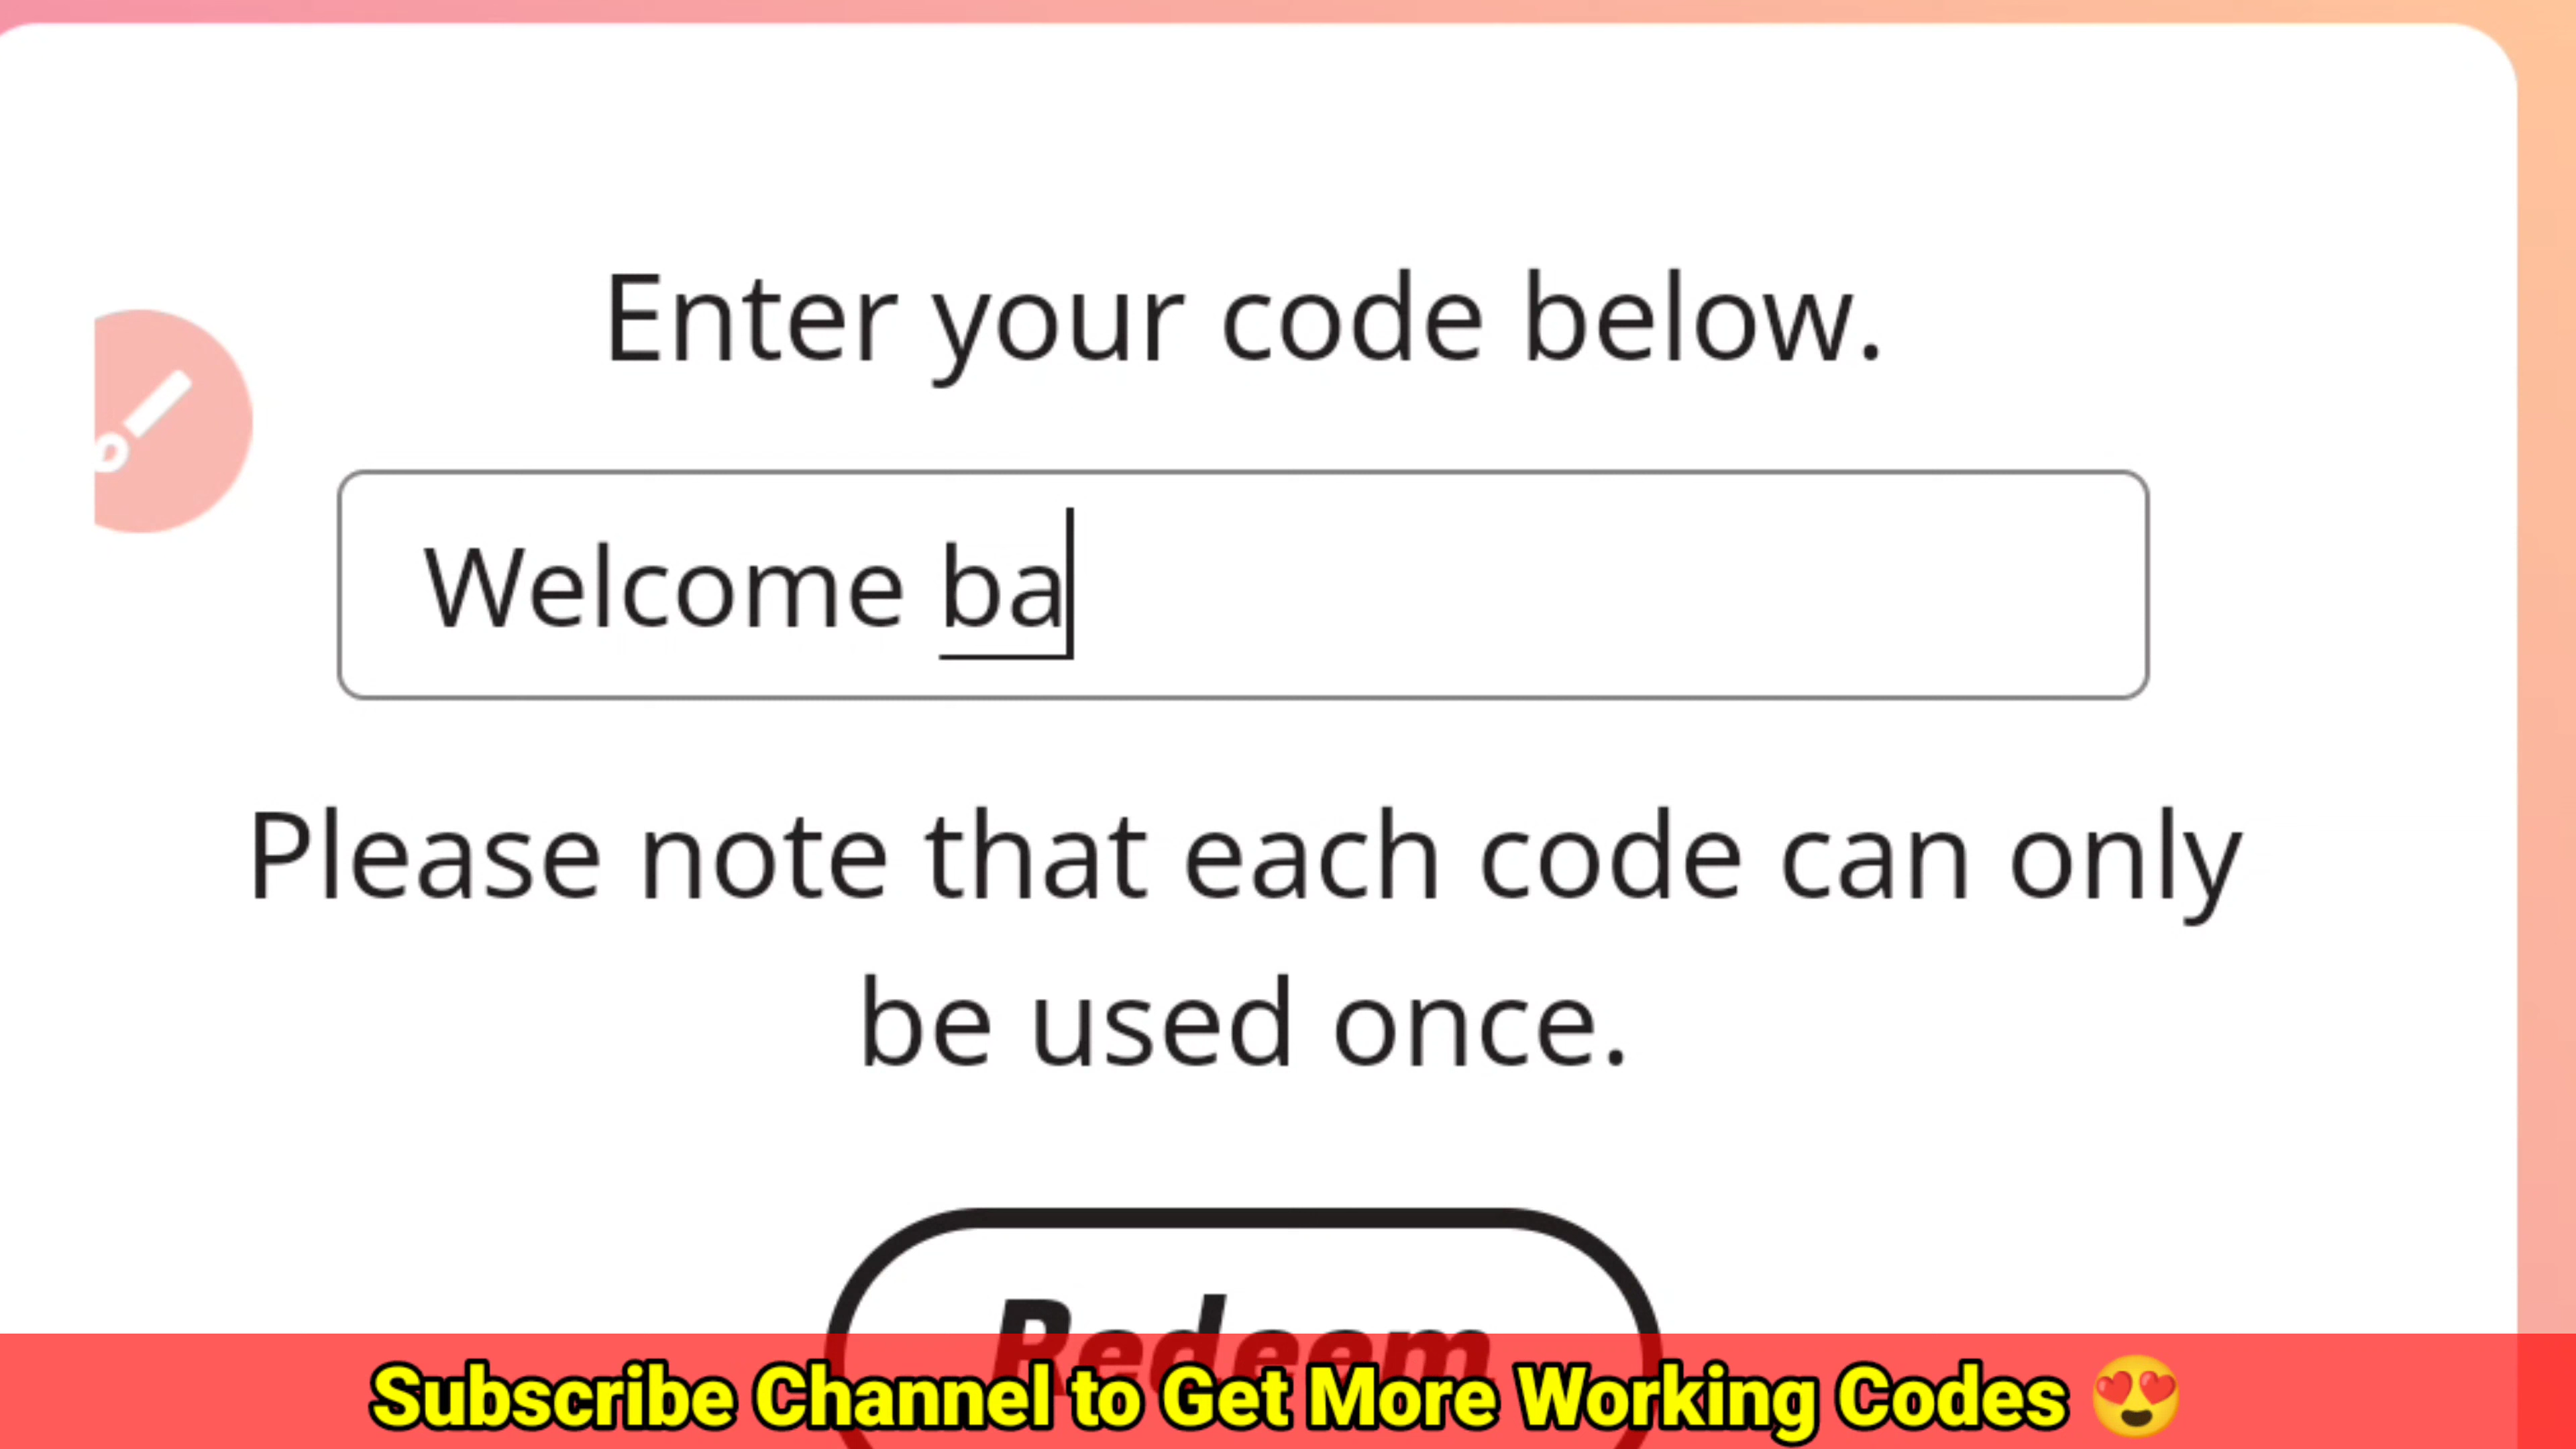 Enter your code below.
Welcome ba
Please note that each code can only
be used once.
Redeem
Subscribe Channel to Get More Working Codes 😍